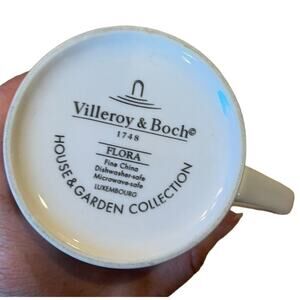 Villeroy & Boch©
1748
FLORA
Fine China
Dishwasher-safe
Microwave-safe
LUXEMBOURG
HOUSE & GARDEN COLLECTION